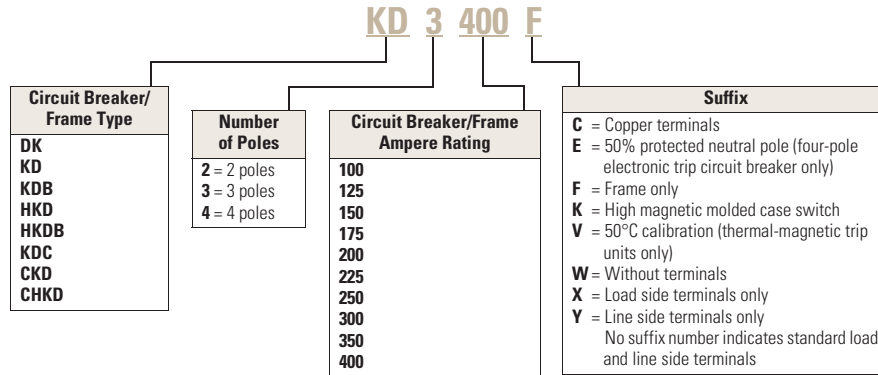 KD 3 400 F
Circuit Breaker/
Frame Type
DK
KD
KDB
HKD
HKDB
KDC
CKD
CHKD
Number
of Poles
2 = 2 poles
3 = 3 poles
4 = 4 poles
Circuit Breaker/Frame
Ampere Rating
100
125
150
175
200
225
250
300
350
400
Suffix
C = Copper terminals
E = 50% protected neutral pole (four-pole
electronic trip circuit breaker only)
F = Frame only
K = High magnetic molded case switch
V = 50°C calibration (thermal-magnetic trip
units only)
W = Without terminals
X = Load side terminals only
Y = Line side terminals only
No suffix number indicates standard load
and line side terminals